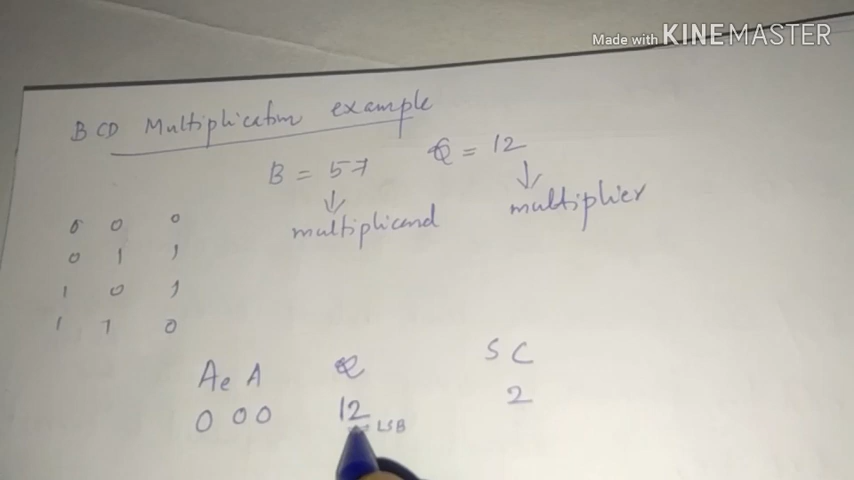 Made with KINEMASTER
BCD Multiplication example
B = 57 Q = 12
multiplicand multiplier
0 0 0
0 1 1
1 0 1
1 1 0
Ae A Q SC
0 00 12 2
LSB